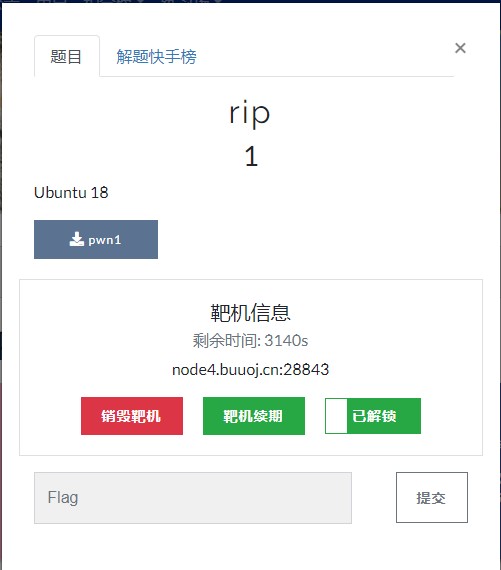 题目 解题快手榜 ×
rip
1
Ubuntu 18
pwn1
靶机信息
剩余时间: 3140s
node4.buuoj.cn:28843
销毁靶机 靶机续期 已解锁
Flag 提交